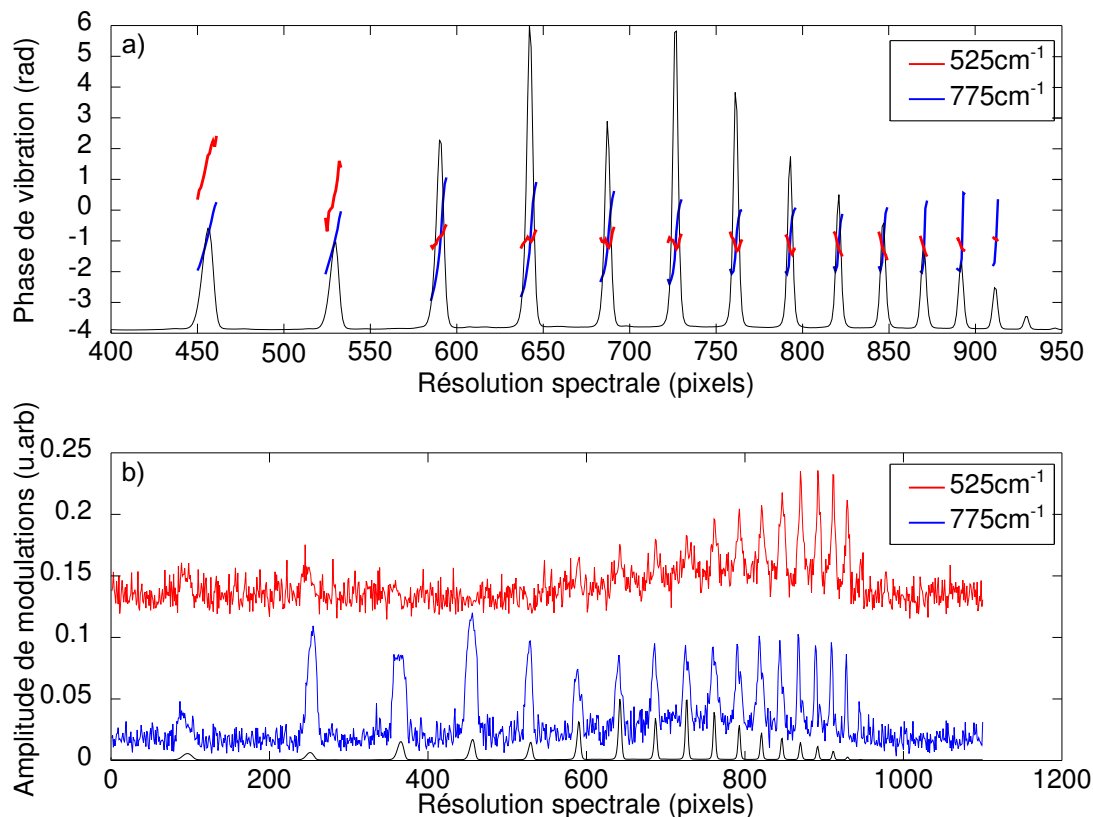 a)
Phase de vibration (rad)
6
5
4
3
2
1
0
-1
-2
-3
-4
525cm-1
775cm-1
400 450 500 550 600 650 700 750 800 850 900 950
Résolution spectrale (pixels)
b)
Amplitude de modulations (u.arb)
0.25
0.2
0.15
0.1
0.05
0
525cm-1
775cm-1
0 200 400 600 800 1000 1200
Résolution spectrale (pixels)